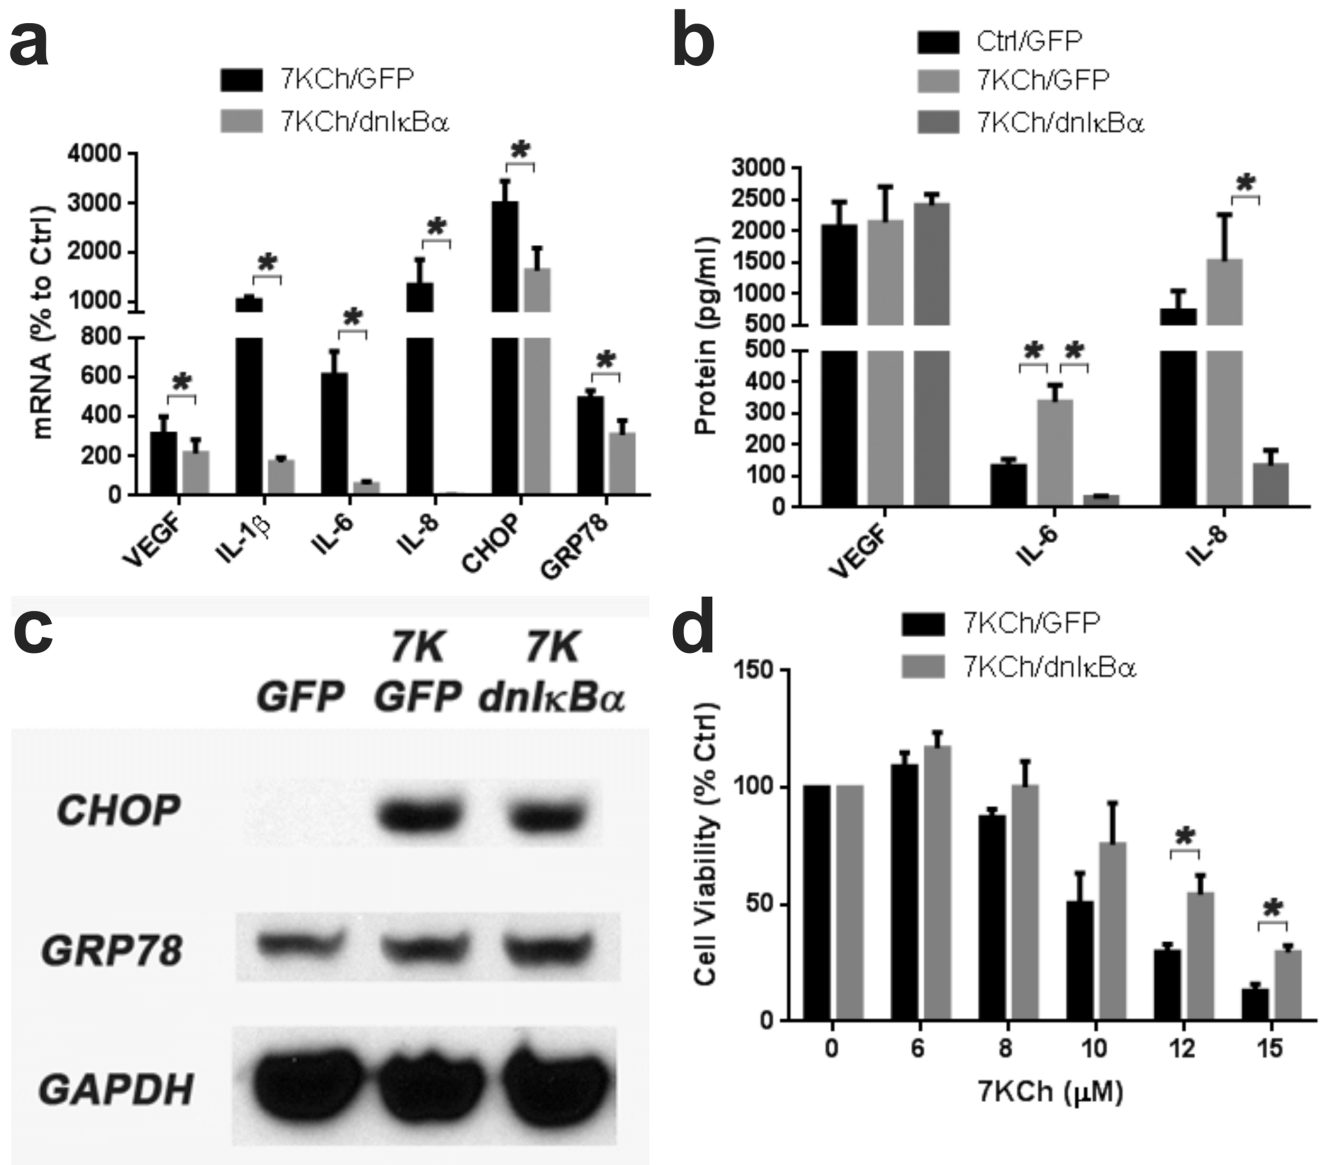 a
7KCh/GFP
7KCh/dnIκBα
mRNA (% to Ctrl)
4000
3000
2000
1000
800
600
400
200
0
*
*
*
*
*
*
VEGF
IL-1β
IL-6
IL-8
CHOP
GRP78
b
Ctrl/GFP
7KCh/GFP
7KCh/dnIκBα
Protein (pg/ml)
3000
2500
2000
1500
1000
500
500
400
300
200
100
0
*
*
*
VEGF
IL-6
IL-8
c
7K 7K
GFP GFP dnIκBα
CHOP
GRP78
GAPDH
d
7KCh/GFP
7KCh/dnIκBα
Cell Viability (% Ctrl)
150
100
50
0
*
*
0 6 8 10 12 15
7KCh (μM)